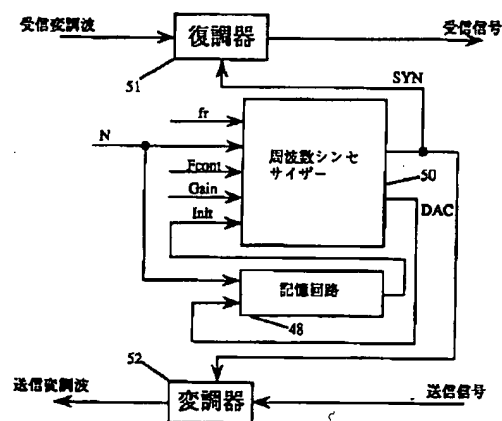 受信変調波
復調器
受信信号
51
SYN
fr
N
周波数シンセ
サイザー
Fcont
50
Gain
DAC
Init
記憶回路
48
52
送信変調波
変調器
送信信号